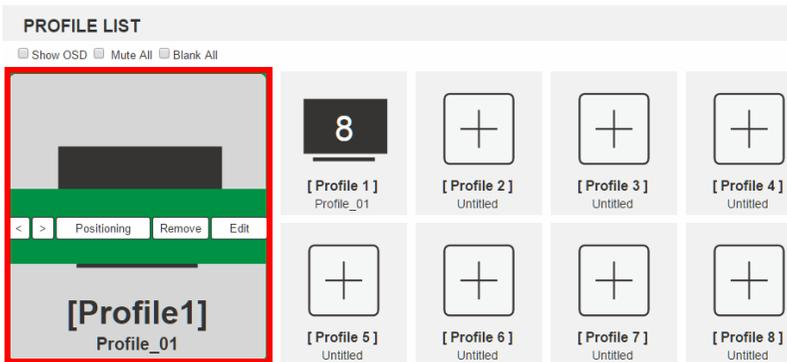 PROFILE LIST
Show OSD Mute All Blank All
< > Positioning Remove Edit
[Profile1]
Profile_01
8
[ Profile 1 ] [ Profile 2 ] [ Profile 3 ] [ Profile 4 ]
Profile_01 Untitled Untitled Untitled
[ Profile 5 ] [ Profile 6 ] [ Profile 7 ] [ Profile 8 ]
Untitled Untitled Untitled Untitled